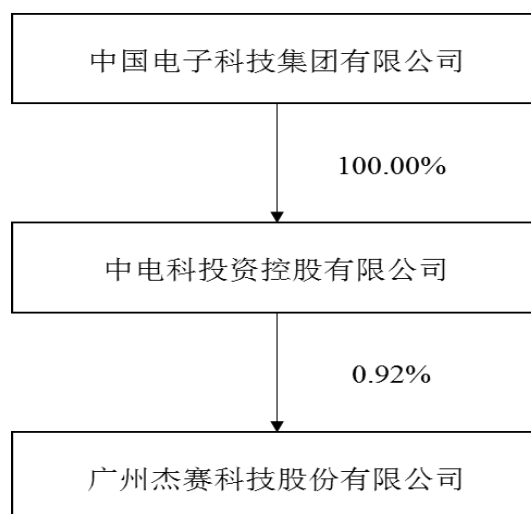 中国电子科技集团有限公司
100.00%
中电科投资控股有限公司
0.92%
广州杰赛科技股份有限公司